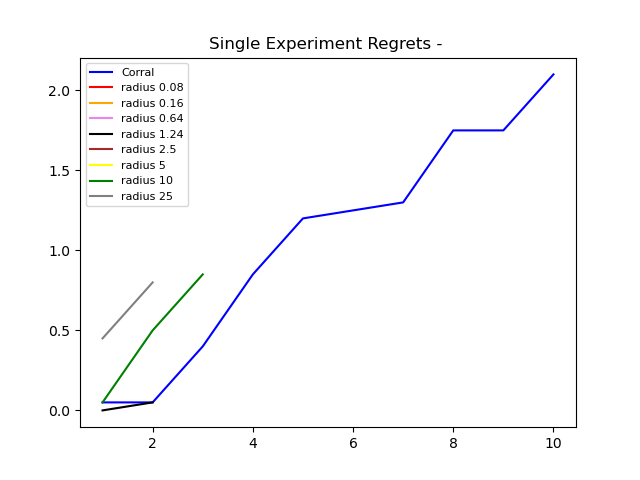 Single Experiment Regrets -
Corral
radius 0.08
radius 0.16
radius 0.64
radius 1.24
radius 2.5
radius 5
radius 10
radius 25
2.0
1.5
1.0
0.5
0.0
2 4 6 8 10